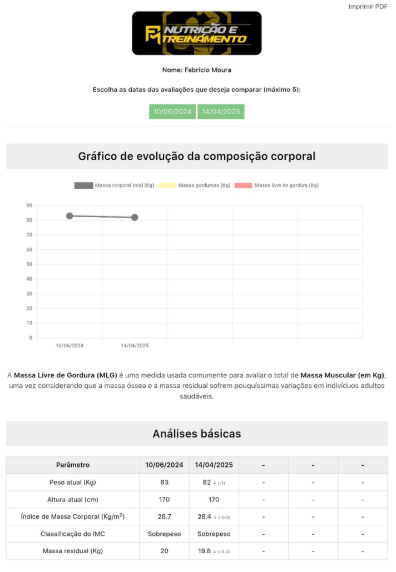 Imprimir PDF
NUTRIÇÃO E
TREINAMENTO
Nome: Fabricio Moura
Escolha as datas das avaliações que deseja comparar (máximo 5):
10/06/2024 14/04/2025
Gráfico de evolução da composição corporal
Massa corporal total (Kg) Massa gordurosa (Kg) Massa livre de gordura (Kg)
90
80
70
60
50
40
30
20
10
0
10/06/2024 14/04/2025
A Massa Livre de Gordura (MLG) é uma medida usada comumente para avaliar o total de Massa Muscular (em Kg),
uma vez considerando que a massa óssea e a massa residual sofrem pouquíssimas variações em indivíduos adultos
saudáveis.
Análises básicas
Parâmetro 10/06/2024 14/04/2025 - - -
Peso atual (Kg) 83 82 ↓ (-1) - - -
Altura atual (cm) 170 170 - - -
Índice de Massa Corporal (Kg/m²) 28.7 28.4 ↓ (-0.3) - - -
Classificação do IMC Sobrepeso Sobrepeso - - -
Massa residual (Kg) 20 19.8 ↓ (-0.2) - - -